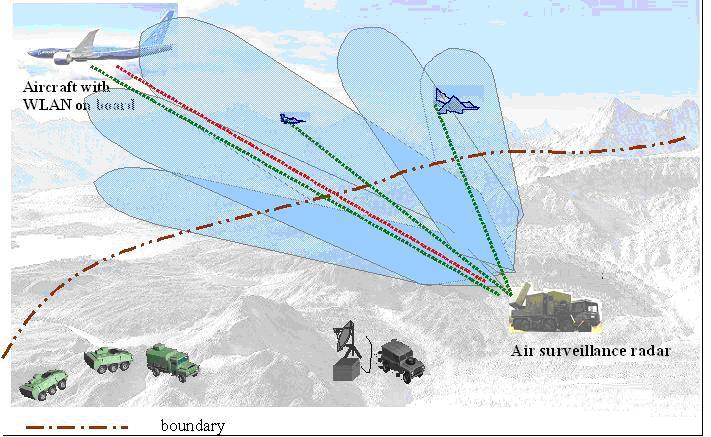 Aircraft with
WLAN on board
Air surveillance radar
boundary